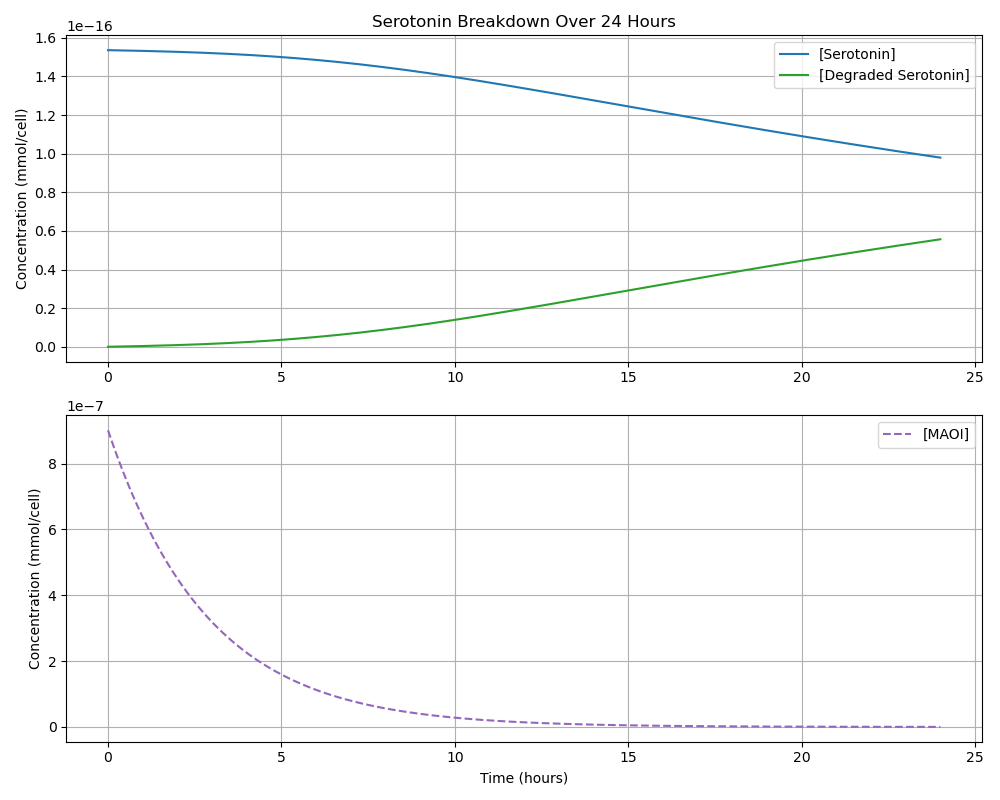 Serotonin Breakdown Over 24 Hours
1e−16
1.6
1.4
1.2
1.0
0.8
0.6
0.4
0.2
0.0
Concentration (mmol/cell)
[Serotonin]
[Degraded Serotonin]
0 5 10 15 20 25
1e−7
8
6
4
2
0
Concentration (mmol/cell)
[MAOI]
0 5 10 15 20 25
Time (hours)